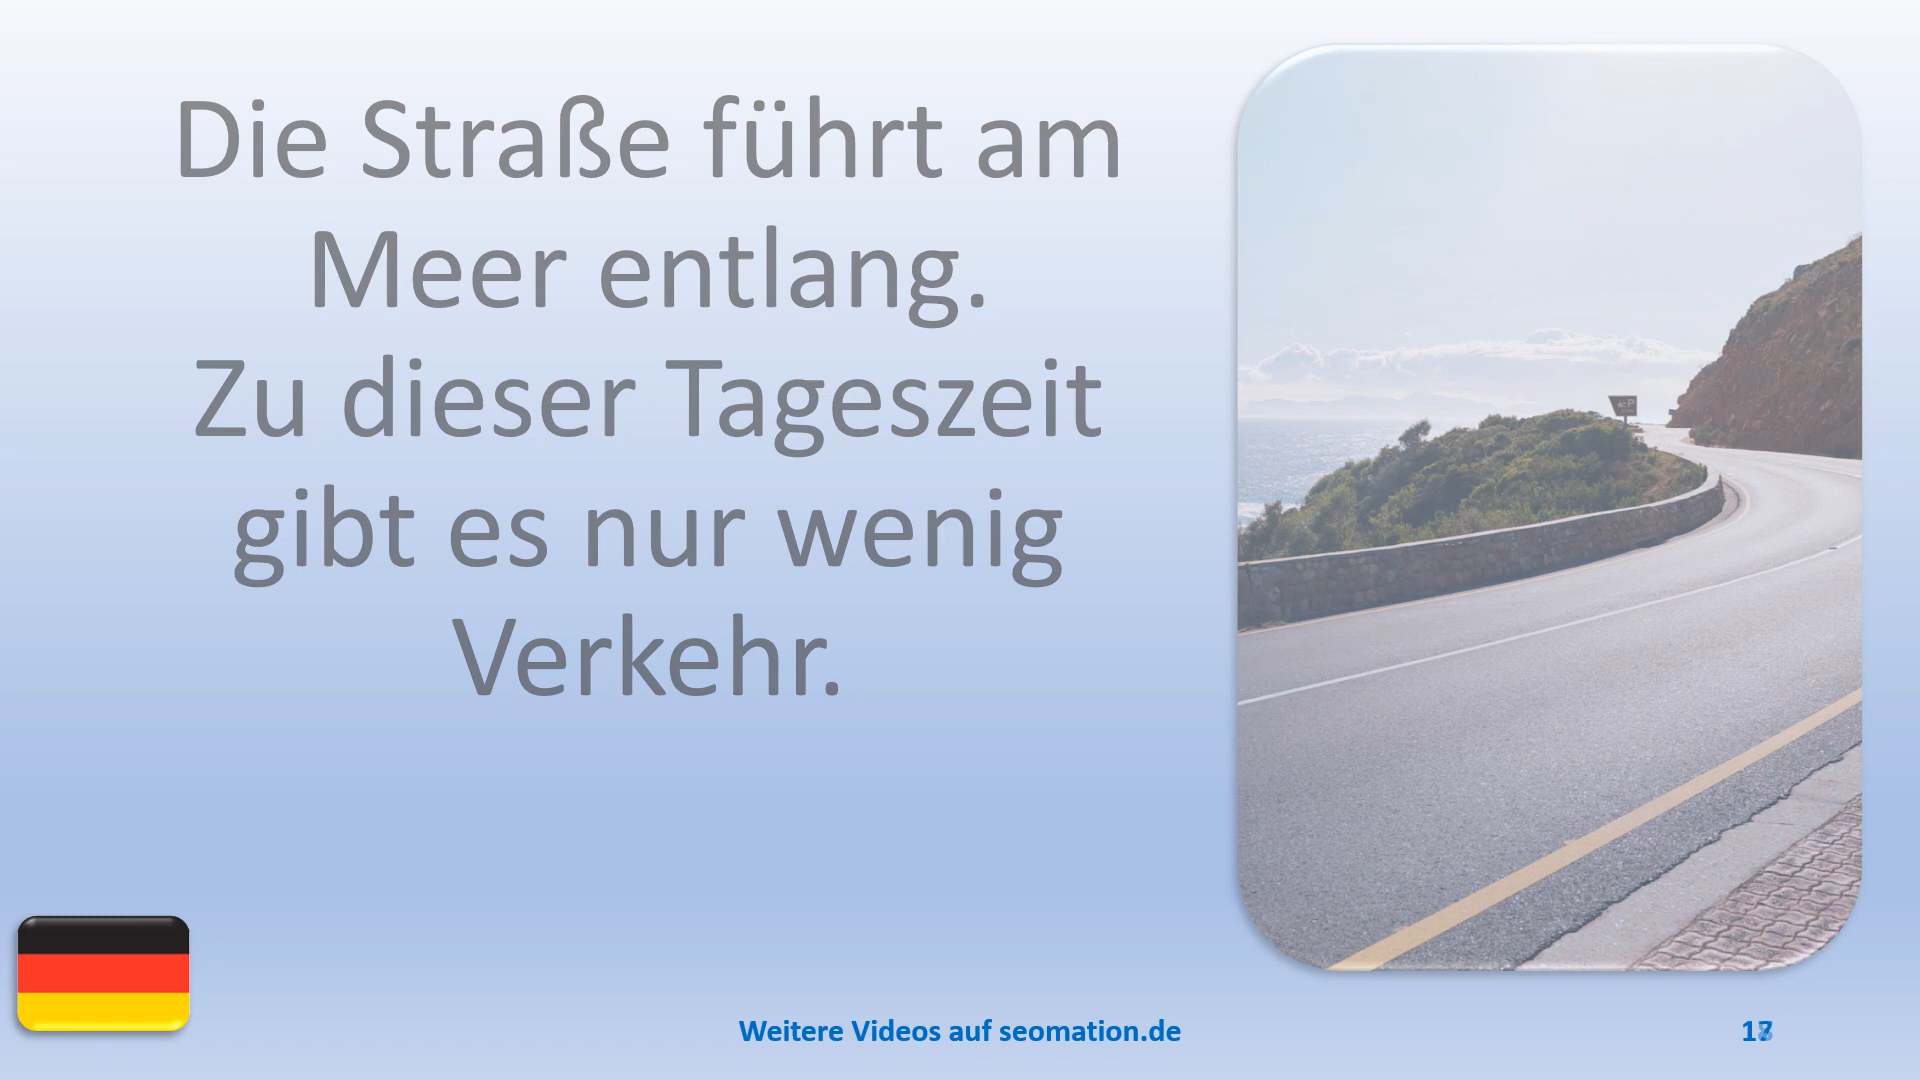 Die Straße führt am
Meer entlang.
Zu dieser Tageszeit
gibt es nur wenig
Verkehr.
P
Weitere Videos auf seomation.de